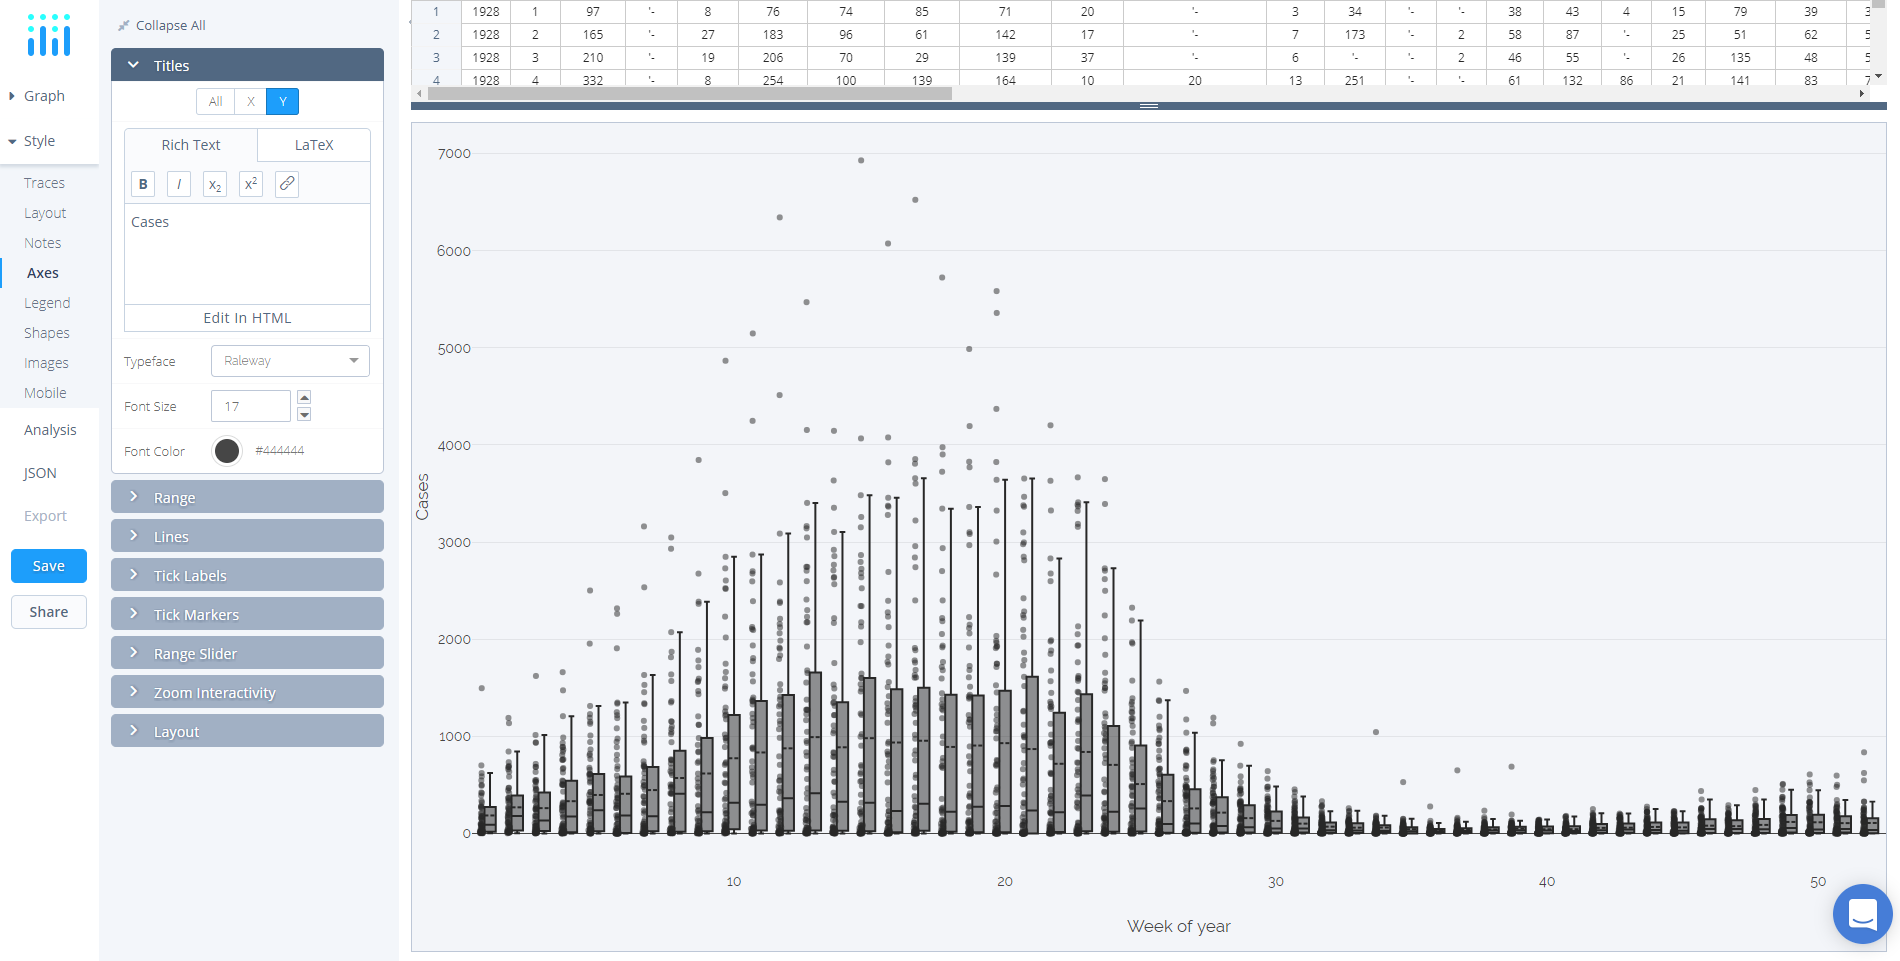 Collapse All
Graph
Style
Traces
Layout
Notes
Axes
Legend
Shapes
Images
Mobile
Analysis
JSON
Export
Save
Share
Titles
All X Y
Rich Text LaTeX
B I x₂ x²
Cases
Edit In HTML
Typeface Raleway
Font Size 17
Font Color #444444
Range
Lines
Tick Labels
Tick Markers
Range Slider
Zoom Interactivity
Layout
1 1928 1 97 '- 8 76 74 85 71 20 '- 3 34 '- '- 38 43 4 15 79 39
2 1928 2 165 '- 27 183 96 61 142 17 '- 7 173 '- 2 58 87 '- 25 51 62
3 1928 3 210 '- 19 206 70 29 139 37 '- 6 '- '- 2 46 55 '- 26 135 48
4 1928 4 332 '- 8 254 100 139 164 10 20 13 251 '- '- 61 132 86 21 141 83
7000
6000
5000
4000
3000
2000
1000
0
Cases
10 20 30 40 50
Week of year